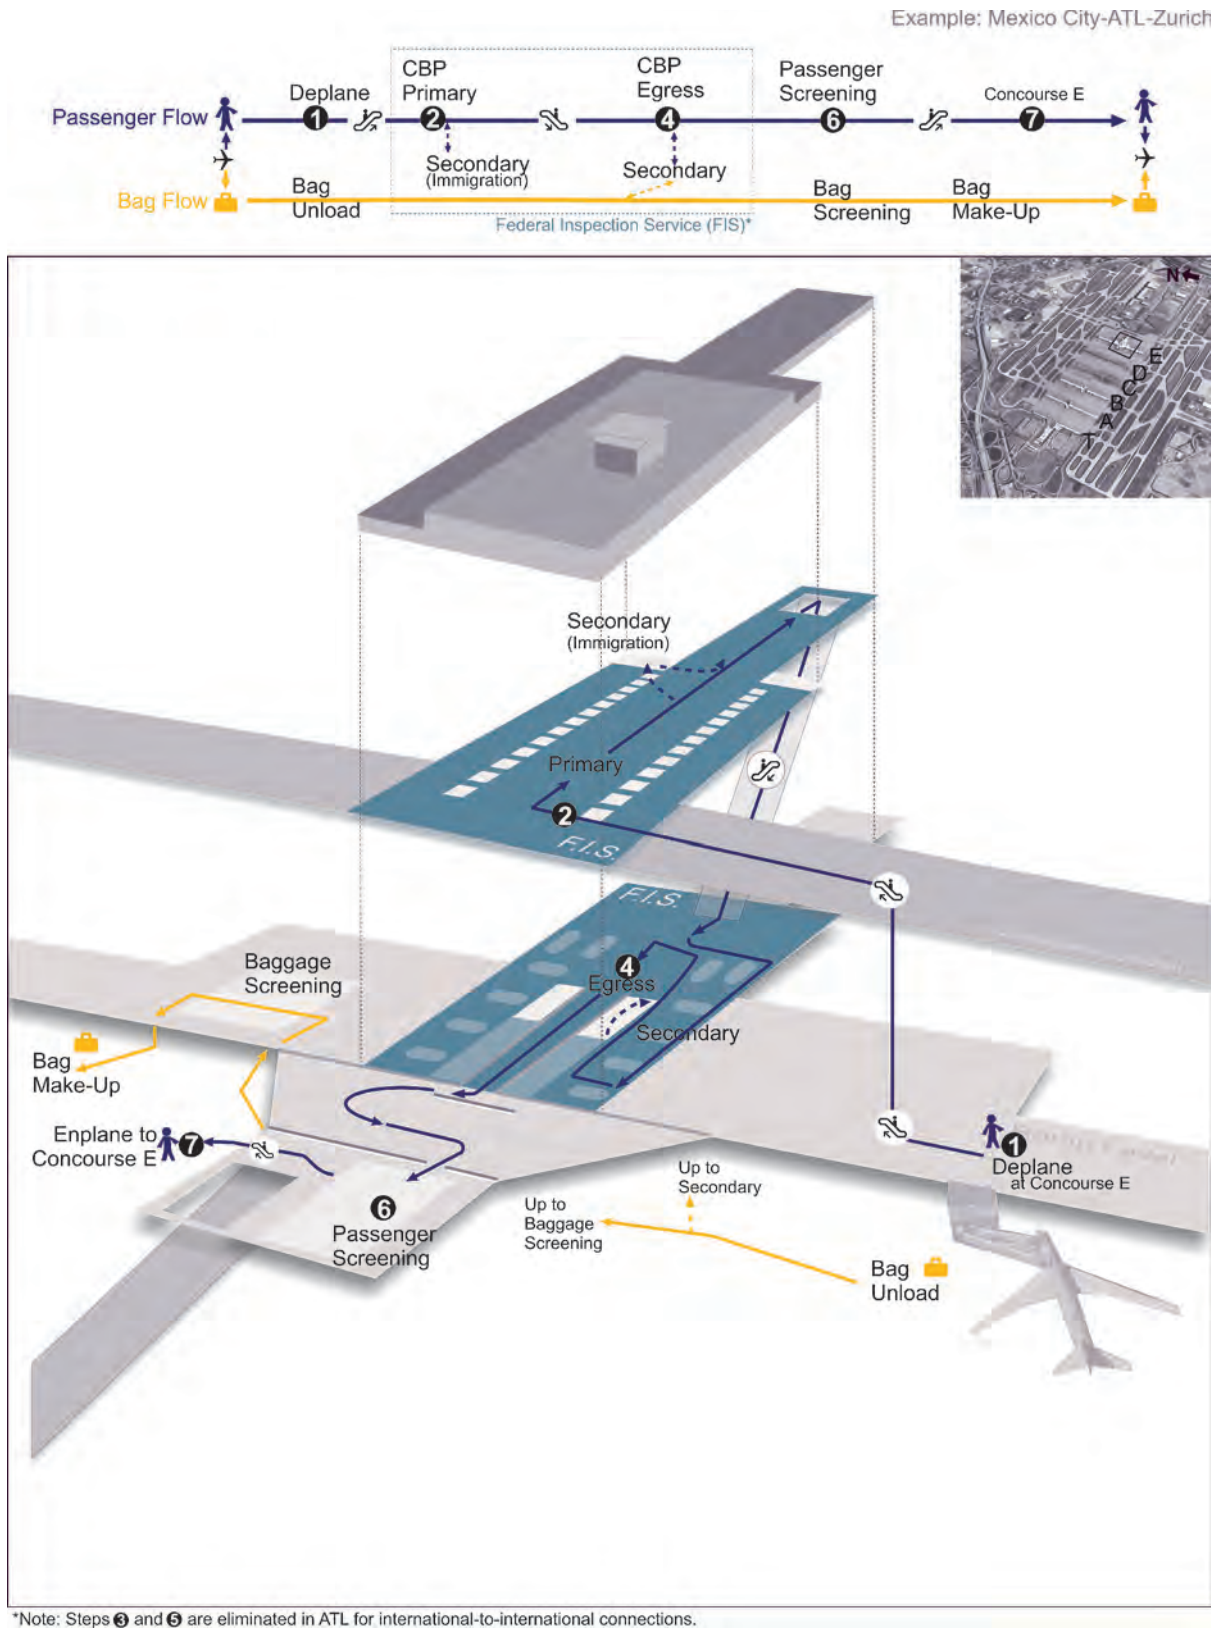 Example: Mexico City-ATL-Zurich
Passenger Flow
Deplane
1
CBP
Primary
2
CBP
Egress
4
Passenger
Screening
6
Concourse E
7
Secondary
(Immigration)
Secondary
Bag Flow
Bag
Unload
Bag
Screening
Bag
Make-Up
Federal Inspection Service (FIS)*
N
E
D
C
B
A
T
Secondary
(Immigration)
Primary
2
F.I.S.
F.I.S.
4
Egress
Secondary
Baggage
Screening
Bag
Make-Up
Enplane to
Concourse E
7
1
Deplane
at Concourse E
6
Passenger
Screening
Up to
Secondary
Up to
Baggage
Screening
Bag
Unload
*Note: Steps 3 and 5 are eliminated in ATL for international-to-international connections.